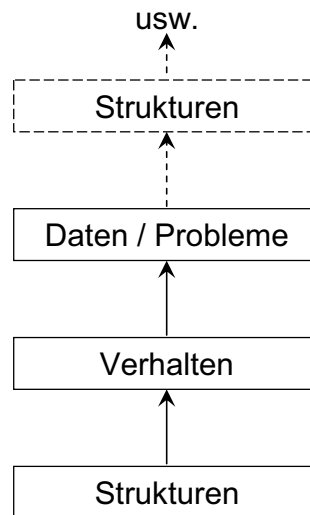 usw.
Strukturen
Daten / Probleme
Verhalten
Strukturen